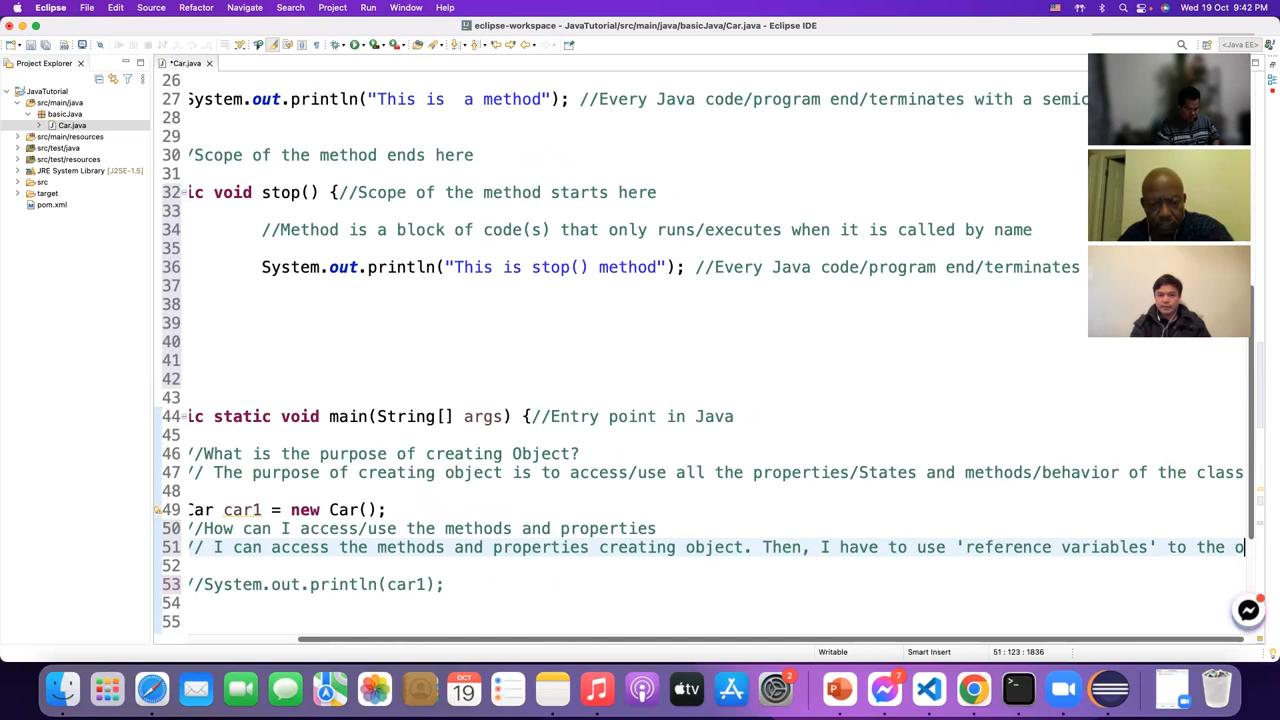 Eclipse File Edit Source Refactor Navigate Search Project Run Window Help Wed 19 Oct 9:42 PM
eclipse-workspace - JavaTutorial/src/main/java/basicJava/Car.java - Eclipse IDE
<Java EE>
Project Explorer
*Car.java
JavaTutorial
src/main/java
basicJava
Car.java
src/main/resources
src/test/java
src/test/resources
JRE System Library [J2SE-1.5]
src
target
pom.xml
26
27 System.out.println("This is  a method"); //Every Java code/program end/terminates with a semic
28
29
30 /Scope of the method ends here
31
32 ic void stop() {//Scope of the method starts here
33
34 //Method is a block of code(s) that only runs/executes when it is called by name
35
36 System.out.println("This is stop() method"); //Every Java code/program end/terminates
37
38
39
40
41
42
43
44 ic static void main(String[] args) {//Entry point in Java
45
46 //What is the purpose of creating Object?
47 // The purpose of creating object is to access/use all the properties/States and methods/behavior of the class
48
49 Car car1 = new Car();
50 //How can I access/use the methods and properties
51 // I can access the methods and properties creating object. Then, I have to use 'reference variables' to the o
52
53 //System.out.println(car1);
54
55
Writable Smart Insert 51 : 123 : 1836
OCT
19
tv
2
7